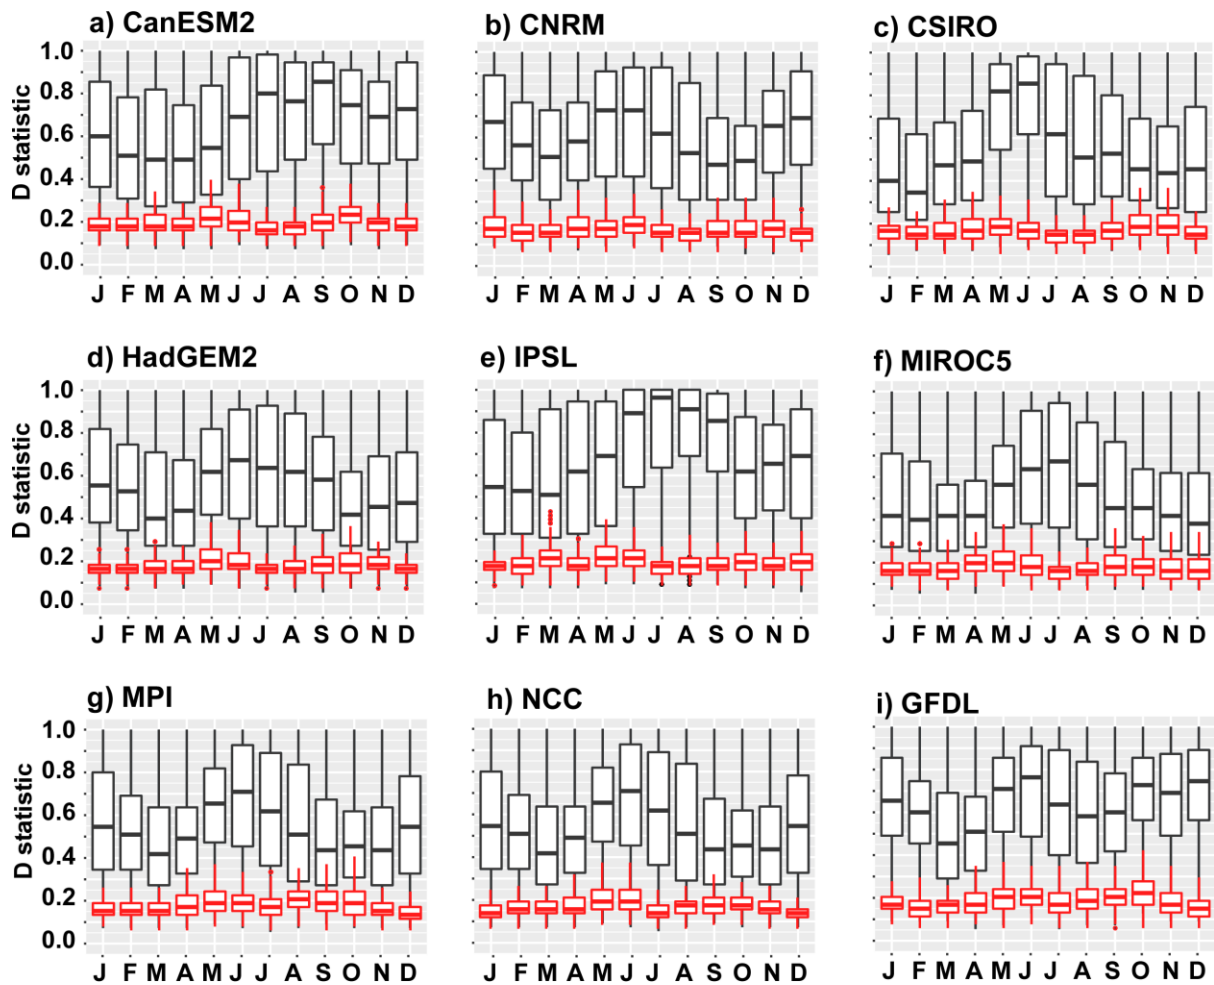 a) CanESM2
b) CNRM
c) CSIRO
D statistic
1.0
0.8
0.6
0.4
0.2
0.0
J F M A M J J A S O N D
J F M A M J J A S O N D
J F M A M J J A S O N D
d) HadGEM2
e) IPSL
f) MIROC5
D statistic
1.0
0.8
0.6
0.4
0.2
0.0
J F M A M J J A S O N D
J F M A M J J A S O N D
J F M A M J J A S O N D
g) MPI
h) NCC
i) GFDL
D statistic
1.0
0.8
0.6
0.4
0.2
0.0
J F M A M J J A S O N D
J F M A M J J A S O N D
J F M A M J J A S O N D